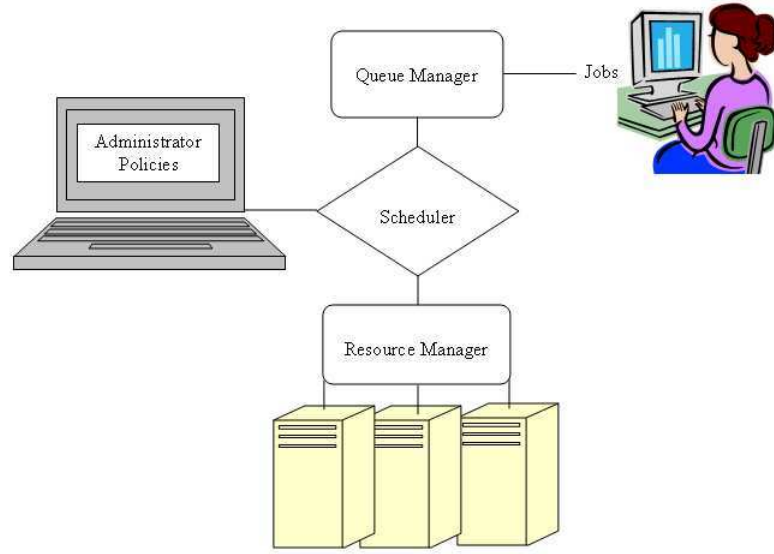 Queue Manager
Jobs
Administrator
Policies
Scheduler
Resource Manager